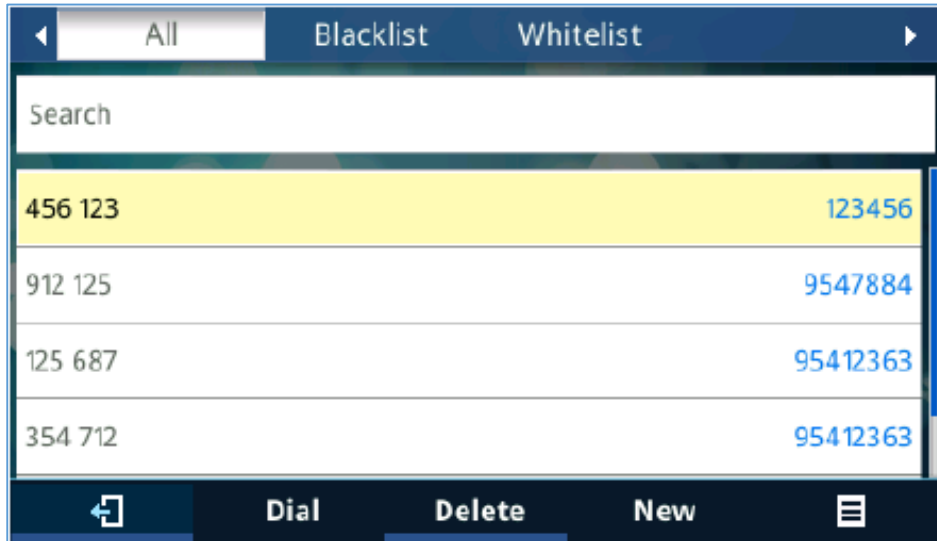 All Blacklist Whitelist
Search
456 123 123456
912 125 9547884
125 687 95412363
354 712 95412363
Dial Delete New